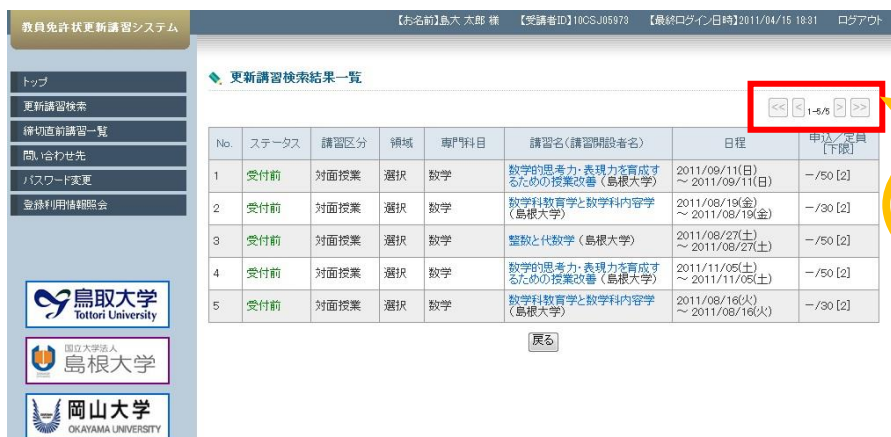 教員免許状更新講習システム
【お名前】島大 太郎 様 【受講者ID】10CSJ05973 【最終ログイン日時】2011/04/15 18:31 ログアウト
トップ
更新講習検索
締切直前講習一覧
問い合わせ先
パスワード変更
登録利用情報照会
更新講習検索結果一覧
<< < 1-5/5 > >>
No. ステータス 講習区分 領域 専門科目 講習名(講習開設者名) 日程 申込/定員
[下限]
1 受付前 対面授業 選択 数学 数学的思考力・表現力を育成す 2011/09/11(日) -/50 [2]
るための授業改善(島根大学) ~ 2011/09/11(日)
2 受付前 対面授業 選択 数学 数学科教育学と数学科内容学 2011/08/19(金) -/30 [2]
(島根大学) ~ 2011/08/19(金)
3 受付前 対面授業 選択 数学 整数と代数学(島根大学) 2011/08/27(土) -/50 [2]
~ 2011/08/27(土)
4 受付前 対面授業 選択 数学 数学的思考力・表現力を育成す 2011/11/05(土) -/50 [2]
るための授業改善(島根大学) ~ 2011/11/05(土)
5 受付前 対面授業 選択 数学 数学科教育学と数学科内容学 2011/08/16(火) -/30 [2]
(島根大学) ~ 2011/08/16(火)
戻る
鳥取大学
Tottori University
国立大学法人
島根大学
岡山大学
OKAYAMA UNIVERSITY